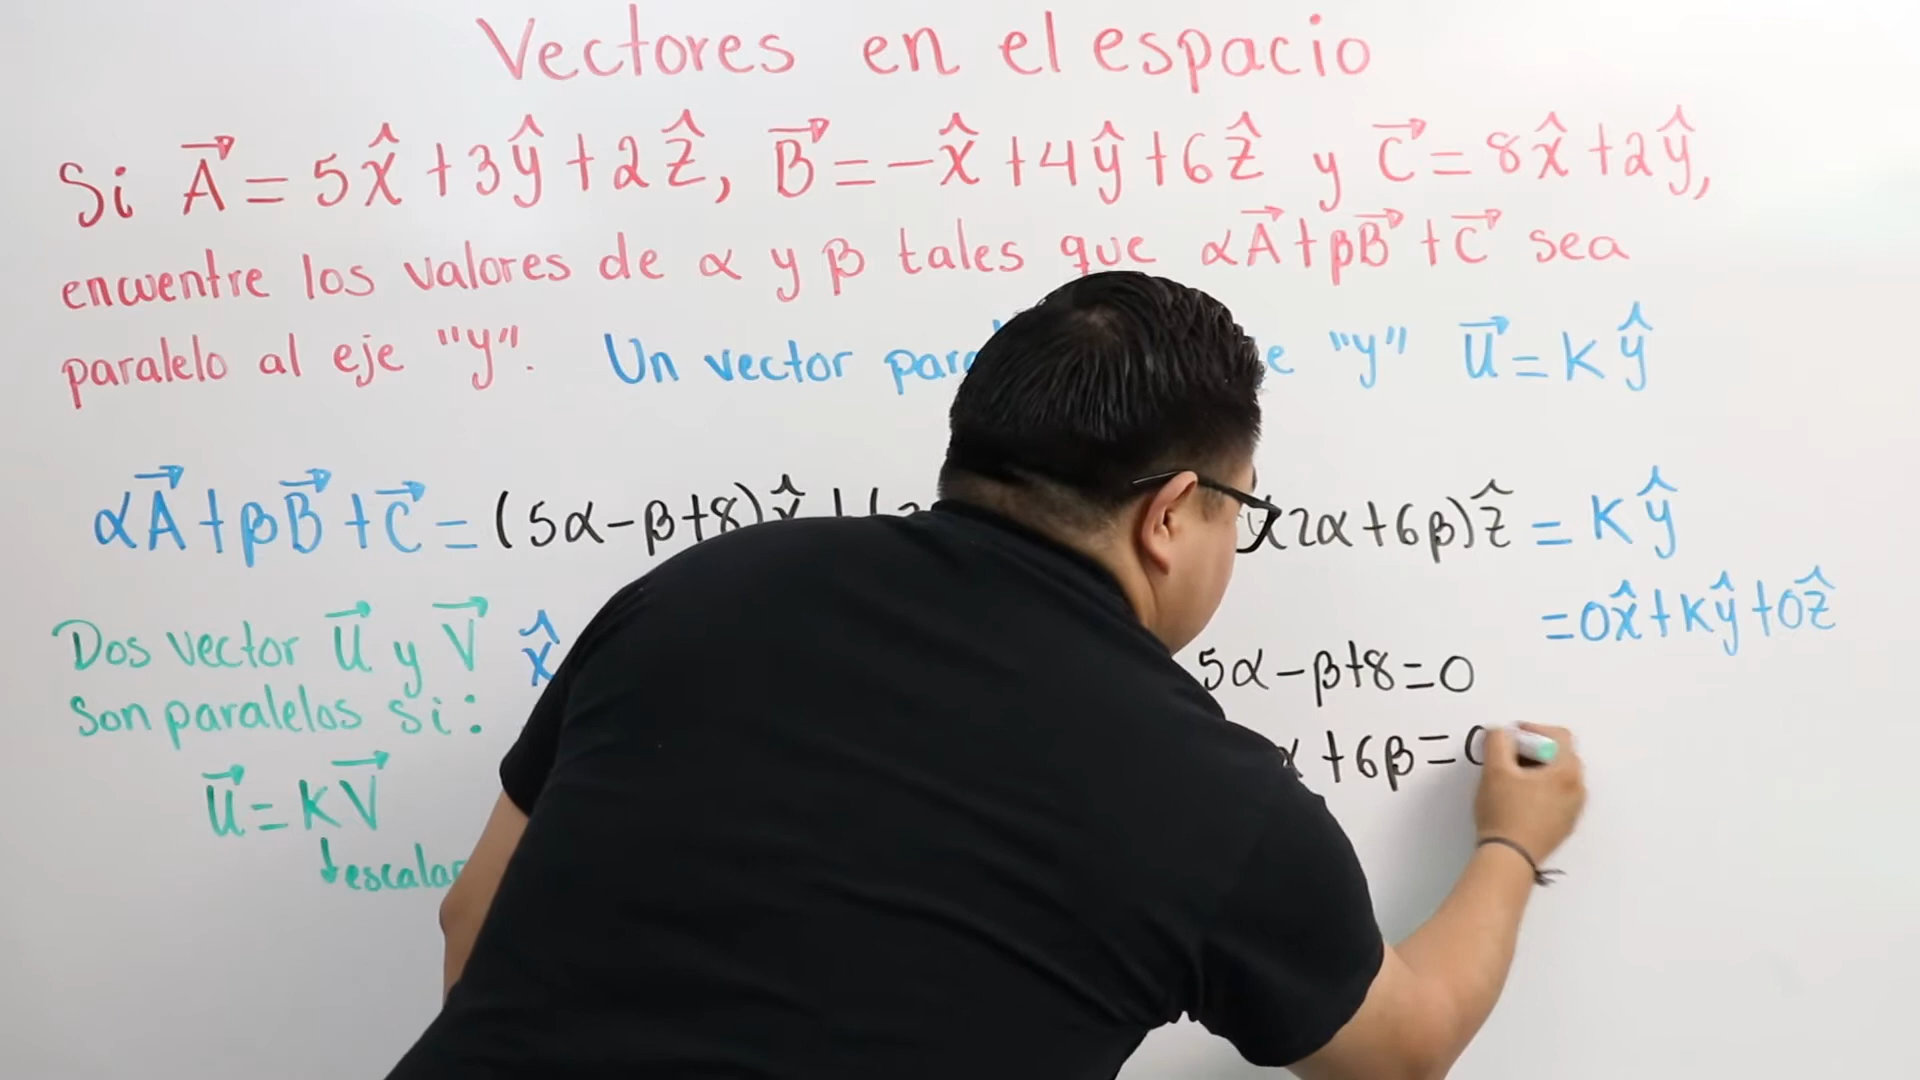 Vectores en el espacio
Si A⃗ = 5x̂ + 3ŷ + 2ẑ, B⃗ = -x̂ + 4ŷ + 6ẑ y C⃗ = 8x̂ + 2ŷ,
encuentre los valores de α y β tales que αA⃗ + βB⃗ + C⃗ sea
paralelo al eje "y". Un vector "y" U⃗ = Kŷ
αA⃗ + βB⃗ + C⃗ = (5α - β + 8)x̂ + ( 2α + 6β)ẑ = Kŷ
= 0x̂ + Kŷ + 0ẑ
Dos vector U⃗ y V⃗ x̂
5α - β + 8 = 0
son paralelos si:
α + 6β = 0
U⃗ = KV⃗
↓escalar